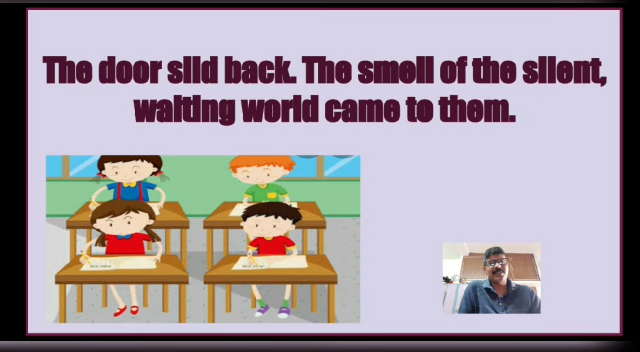 The door slid back. The smell of the silent,
waiting world came to them.